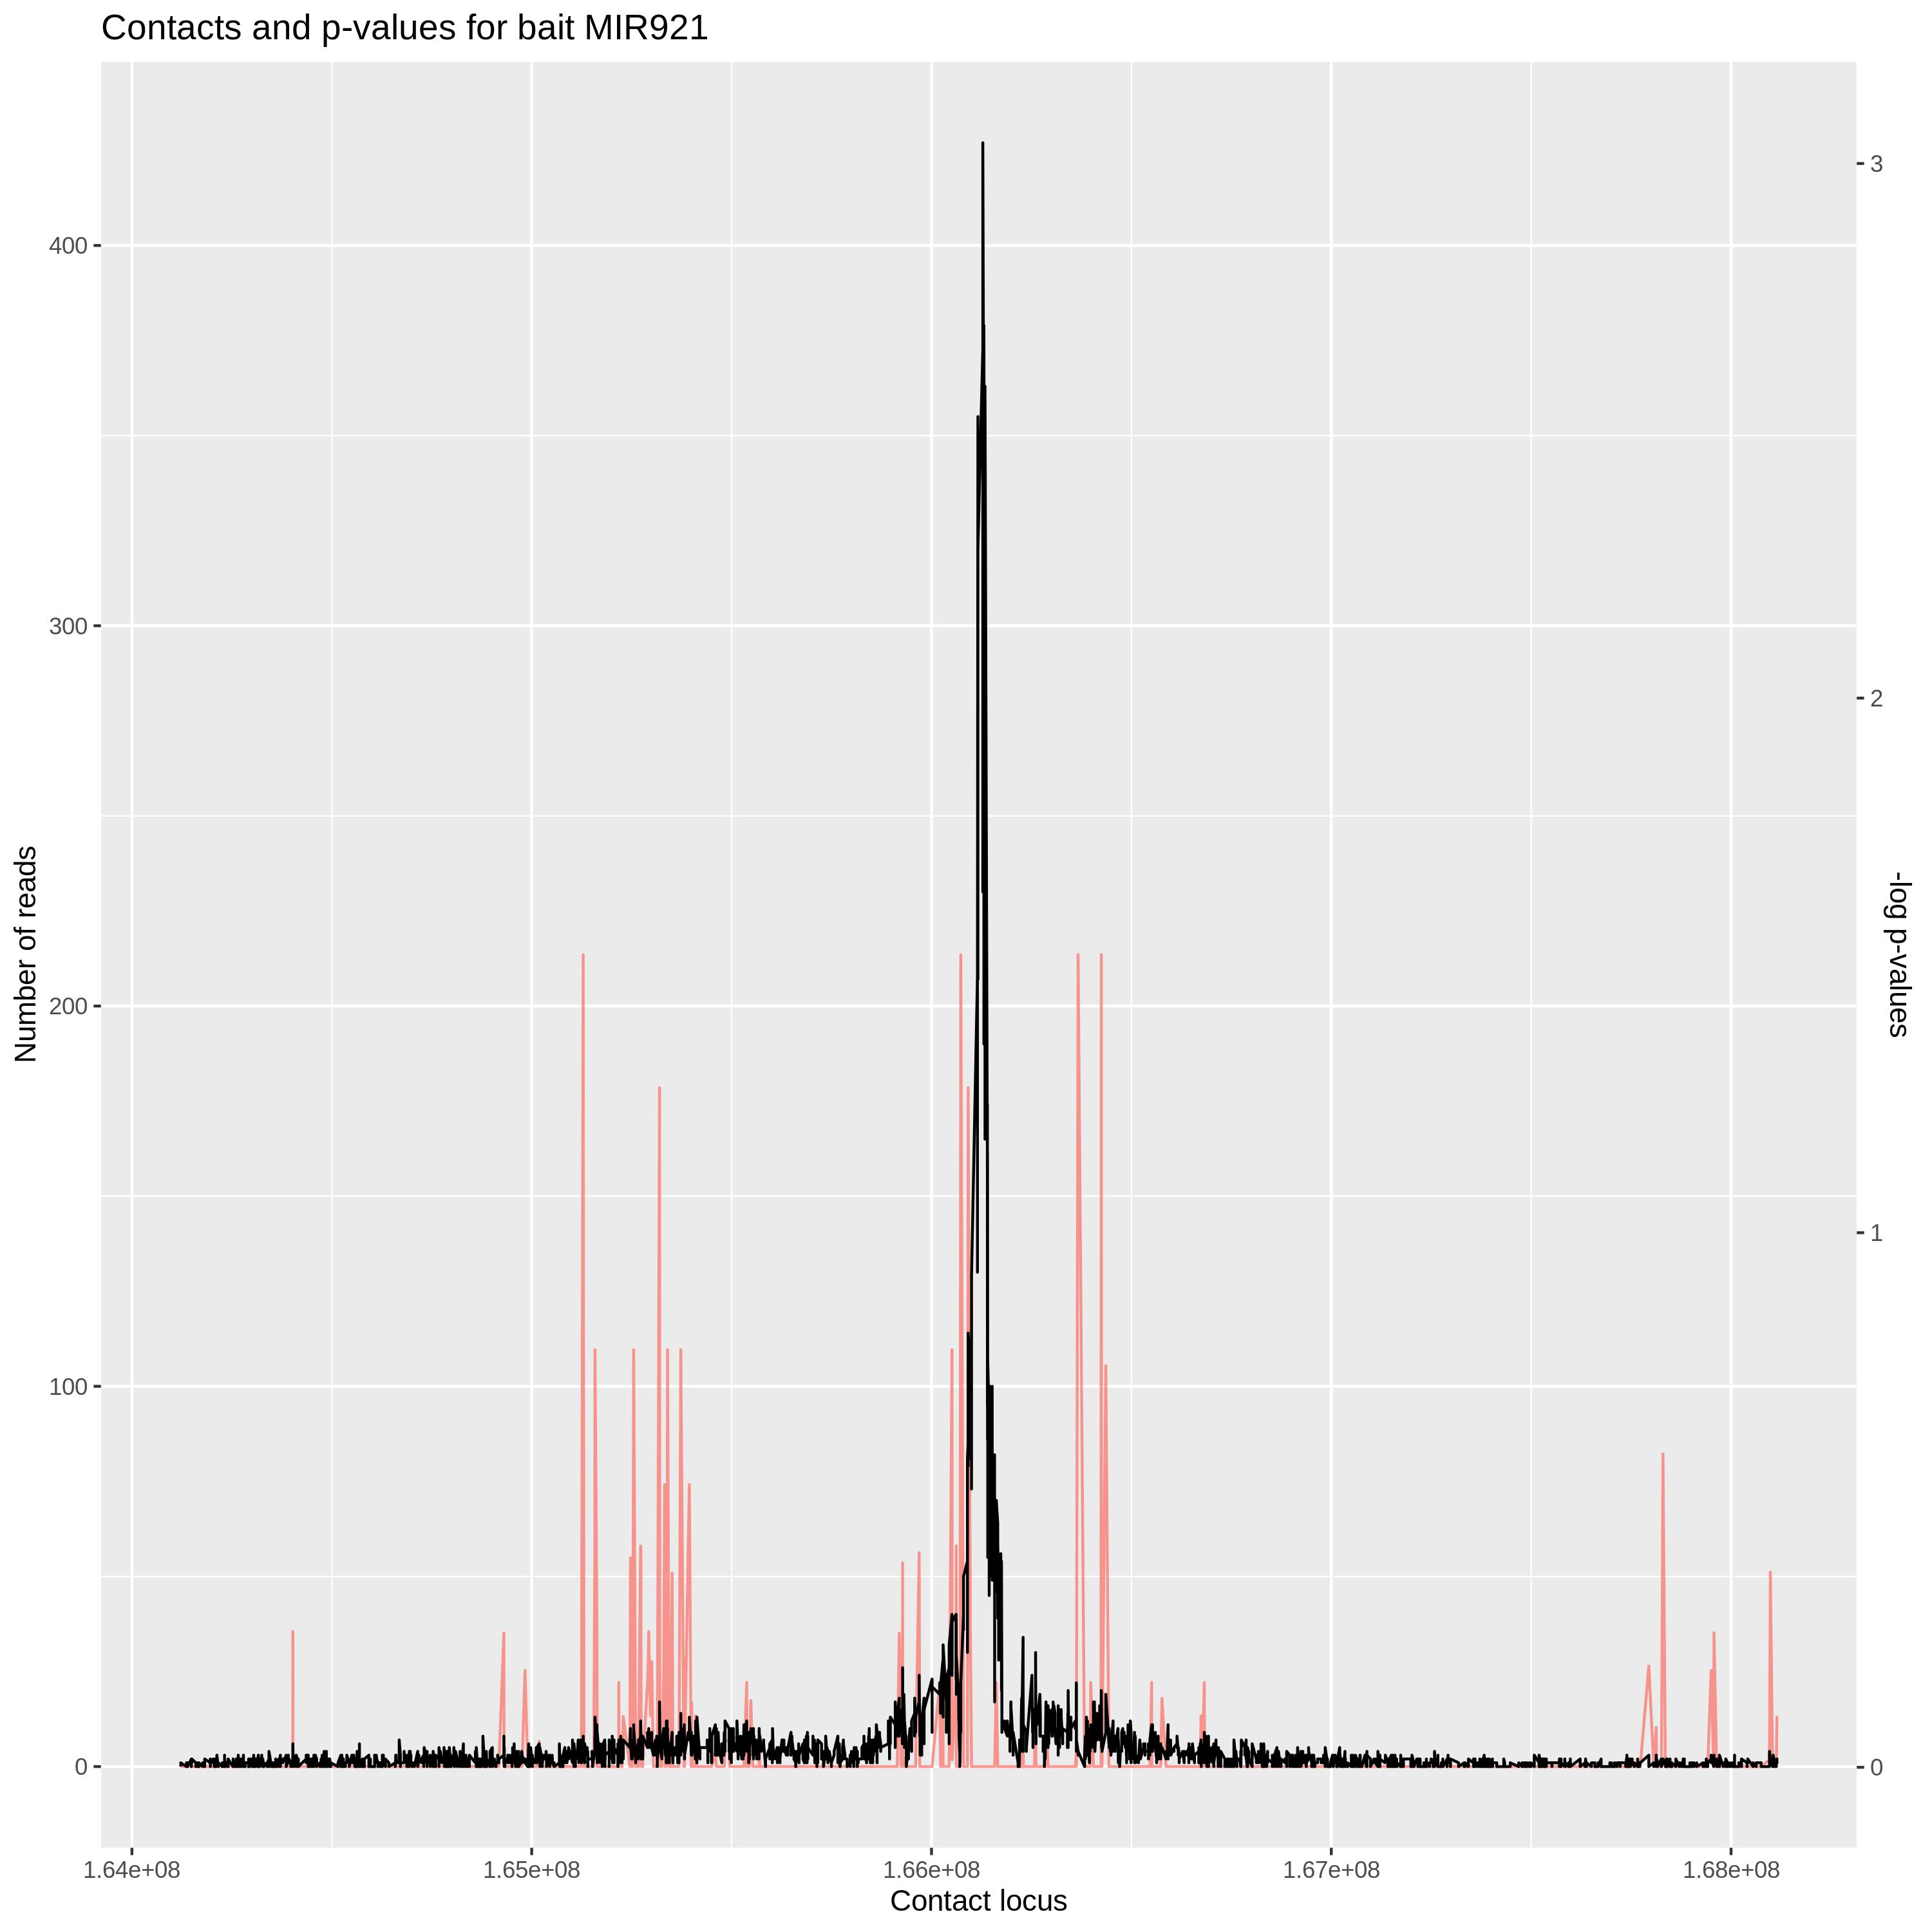 Contacts and p-values for bait MIR921
400
300
200
100
0
Number of reads
3
2
1
0
-log p-values
1.64e+08
1.65e+08
1.66e+08
1.67e+08
1.68e+08
Contact locus